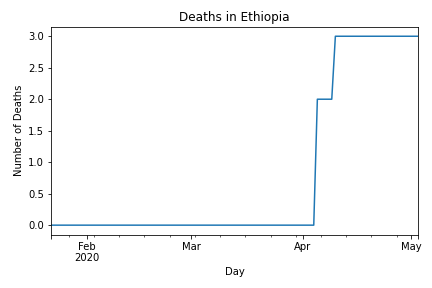 Deaths in Ethiopia
3.0
2.5
2.0
1.5
1.0
0.5
0.0
Number of Deaths
Feb
2020
Mar
Apr
May
Day